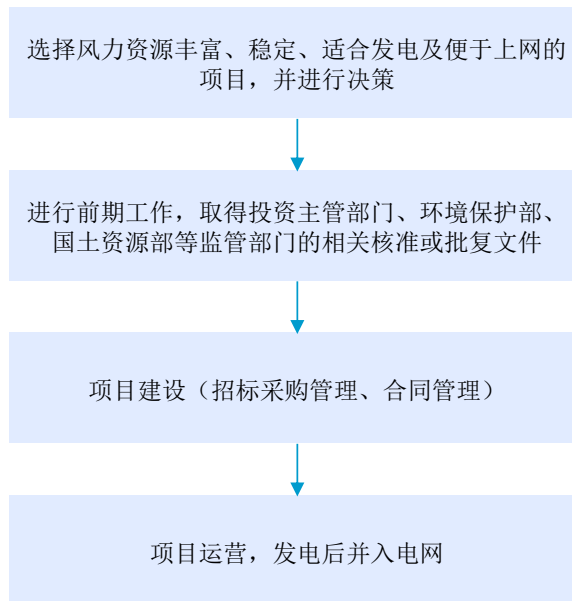 选择风力资源丰富、稳定、适合发电及便于上网的
项目，并进行决策
进行前期工作，取得投资主管部门、环境保护部、
国土资源部等监管部门的相关核准或批复文件
项目建设（招标采购管理、合同管理）
项目运营，发电后并入电网